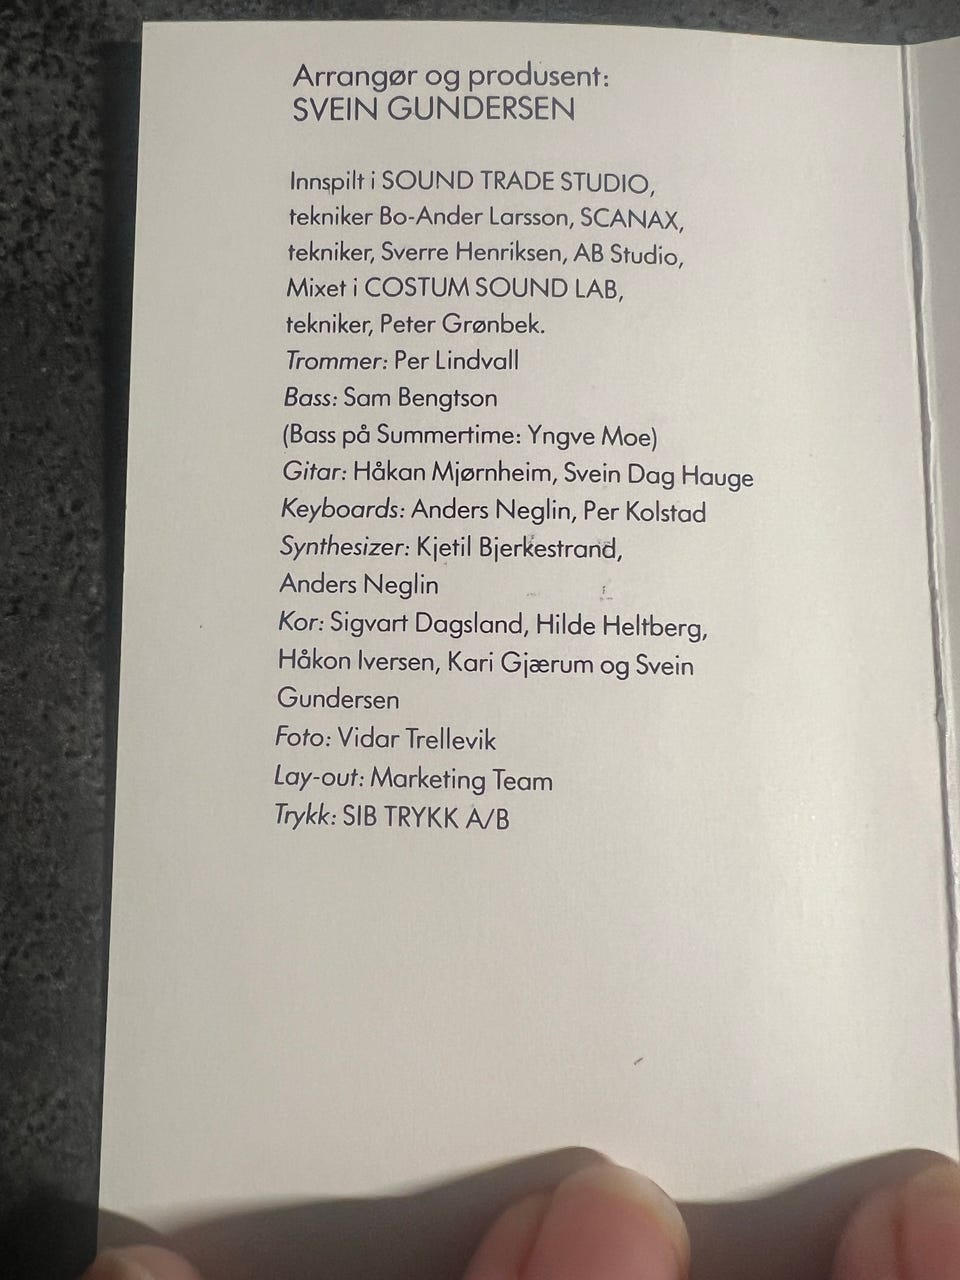 Arrangør og produsent:
SVEIN GUNDERSEN
Innspilt i SOUND TRADE STUDIO,
tekniker Bo-Ander Larsson, SCANAX,
tekniker, Sverre Henriksen, AB Studio,
Mixet i COSTUM SOUND LAB,
tekniker, Peter Grønbek.
Trommer: Per Lindvall
Bass: Sam Bengtson
(Bass på Summertime: Yngve Moe)
Gitar: Håkan Mjørnheim, Svein Dag Hauge
Keyboards: Anders Neglin, Per Kolstad
Synthesizer: Kjetil Bjerkestrand,
Anders Neglin
Kor: Sigvart Dagsland, Hilde Heltberg,
Håkon Iversen, Kari Gjærum og Svein
Gundersen
Foto: Vidar Trellevik
Lay-out: Marketing Team
Trykk: SIB TRYKK A/B